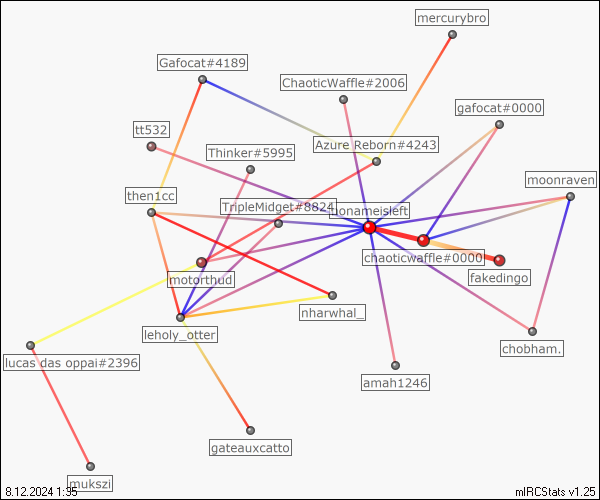 mercurybro
Gafocat#4189
ChaoticWaffle#2006
gafocat#0000
tt532
Azure Reborn#4243
Thinker#5995
moonraven
then1cc
TripleMidget#8824
nonameisleft
chaoticwaffle#0000
motorthud
fakedingo
nharwhal_
leholy_otter
chobham.
lucas das oppai#2396
amah1246
gateauxcatto
mukszi
8.12.2024 1:35
mIRCStats v1.25